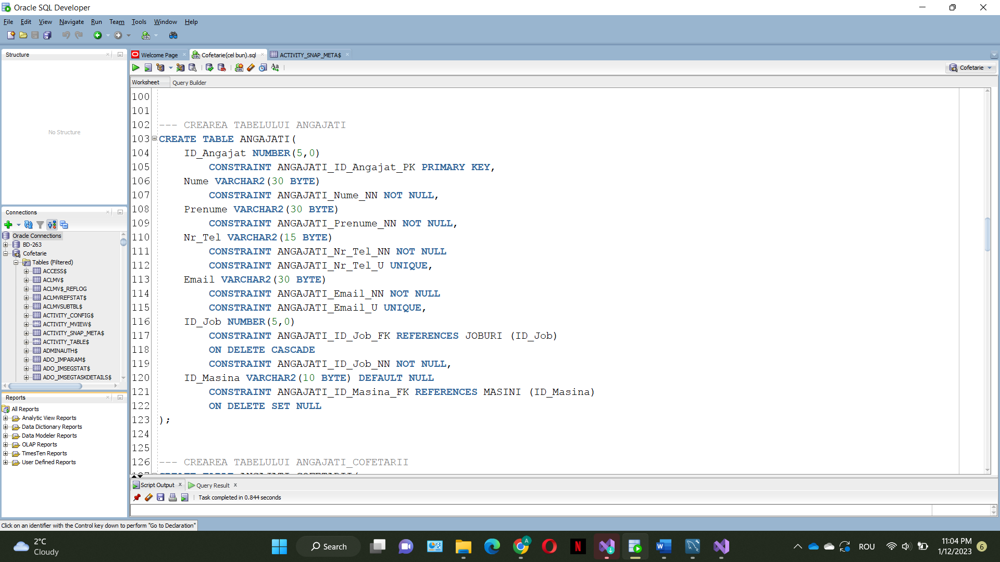 Oracle SQL Developer
File Edit View Navigate Run Team Tools Window Help
Structure
No Structure
Connections
Oracle Connections
BD-263
Cofetarie
Tables (Filtered)
ACCESS$
ACLMV$
ACLMV$_REFLOG
ACLMVREFSTAT$
ACLMVSUBTBL$
ACTIVITY_CONFIG$
ACTIVITY_MVIEW$
ACTIVITY_SNAP_META$
ACTIVITY_TABLE$
ADMINAUTH$
ADO_IMPARAM$
ADO_IMSEGSTAT$
ADO_IMSEGTASKDETAILS$
Reports
All Reports
Analytic View Reports
Data Dictionary Reports
Data Modeler Reports
OLAP Reports
TimesTen Reports
User Defined Reports
Welcome Page Cofetarie(cel bun).sql ACTIVITY_SNAP_META$
Cofetarie
Worksheet Query Builder
100
101
102 --- CREAREA TABELULUI ANGAJATI
103 CREATE TABLE ANGAJATI(
104 ID_Angajat NUMBER(5,0)
105 CONSTRAINT ANGAJATI_ID_Angajat_PK PRIMARY KEY,
106 Nume VARCHAR2(30 BYTE)
107 CONSTRAINT ANGAJATI_Nume_NN NOT NULL,
108 Prenume VARCHAR2(30 BYTE)
109 CONSTRAINT ANGAJATI_Prenume_NN NOT NULL,
110 Nr_Tel VARCHAR2(15 BYTE)
111 CONSTRAINT ANGAJATI_Nr_Tel_NN NOT NULL
112 CONSTRAINT ANGAJATI_Nr_Tel_U UNIQUE,
113 Email VARCHAR2(30 BYTE)
114 CONSTRAINT ANGAJATI_Email_NN NOT NULL
115 CONSTRAINT ANGAJATI_Email_U UNIQUE,
116 ID_Job NUMBER(5,0)
117 CONSTRAINT ANGAJATI_ID_Job_FK REFERENCES JOBURI (ID_Job)
118 ON DELETE CASCADE
119 CONSTRAINT ANGAJATI_ID_Job_NN NOT NULL,
120 ID_Masina VARCHAR2(10 BYTE) DEFAULT NULL
121 CONSTRAINT ANGAJATI_ID_Masina_FK REFERENCES MASINI (ID_Masina)
122 ON DELETE SET NULL
123 );
124
125
126 --- CREAREA TABELULUI ANGAJATI_COFETARII
127 CREATE TABLE ANGAJATI_COFETARII(
Script Output Query Result
Task completed in 0.844 seconds
Click on an identifier with the Control key down to perform "Go to Declaration"
2°C
Cloudy
Search
ROU
11:04 PM
1/12/2023
6